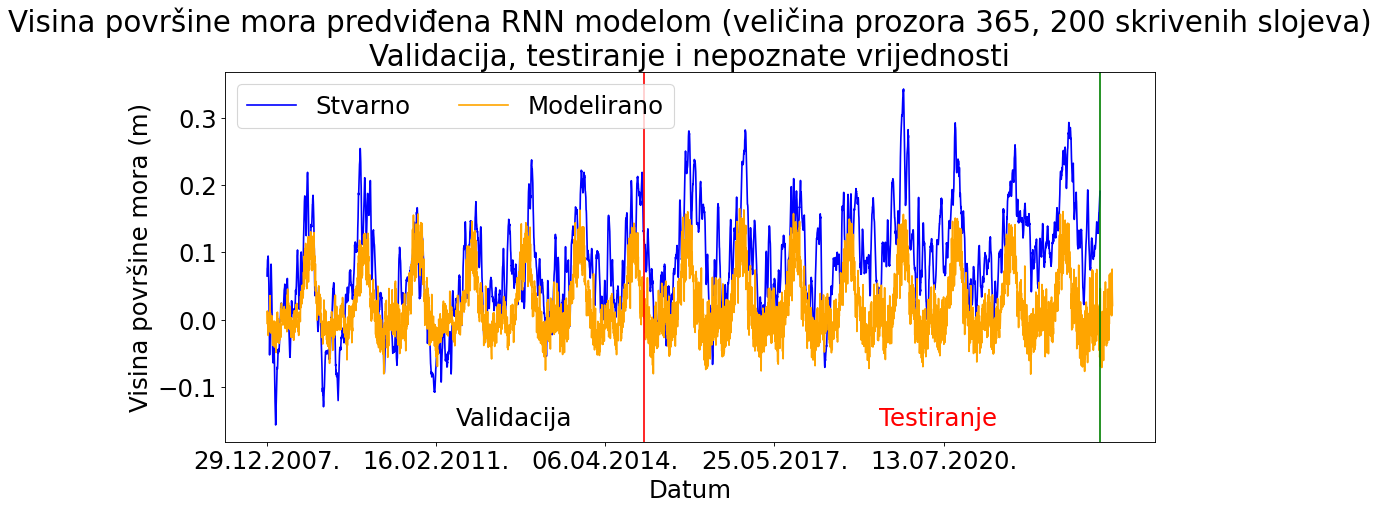 Visina površine mora predviđena RNN modelom (veličina prozora 365, 200 skrivenih slojeva)
Validacija, testiranje i nepoznate vrijednosti
Stvarno
Modelirano
Visina površine mora (m)
0.3
0.2
0.1
0.0
−0.1
Validacija
Testiranje
29.12.2007.
16.02.2011.
06.04.2014.
25.05.2017.
13.07.2020.
Datum